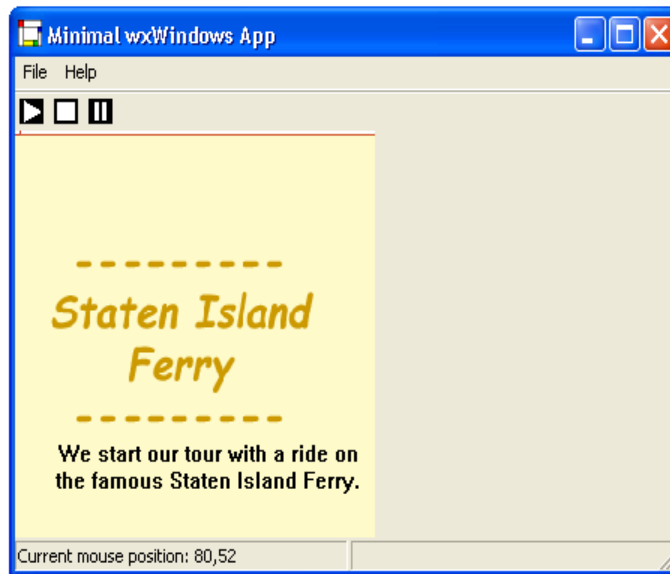 Minimal wxWindows App
File Help
---------
Staten Island
Ferry
---------
We start our tour with a ride on
the famous Staten Island Ferry.
Current mouse position: 80,52